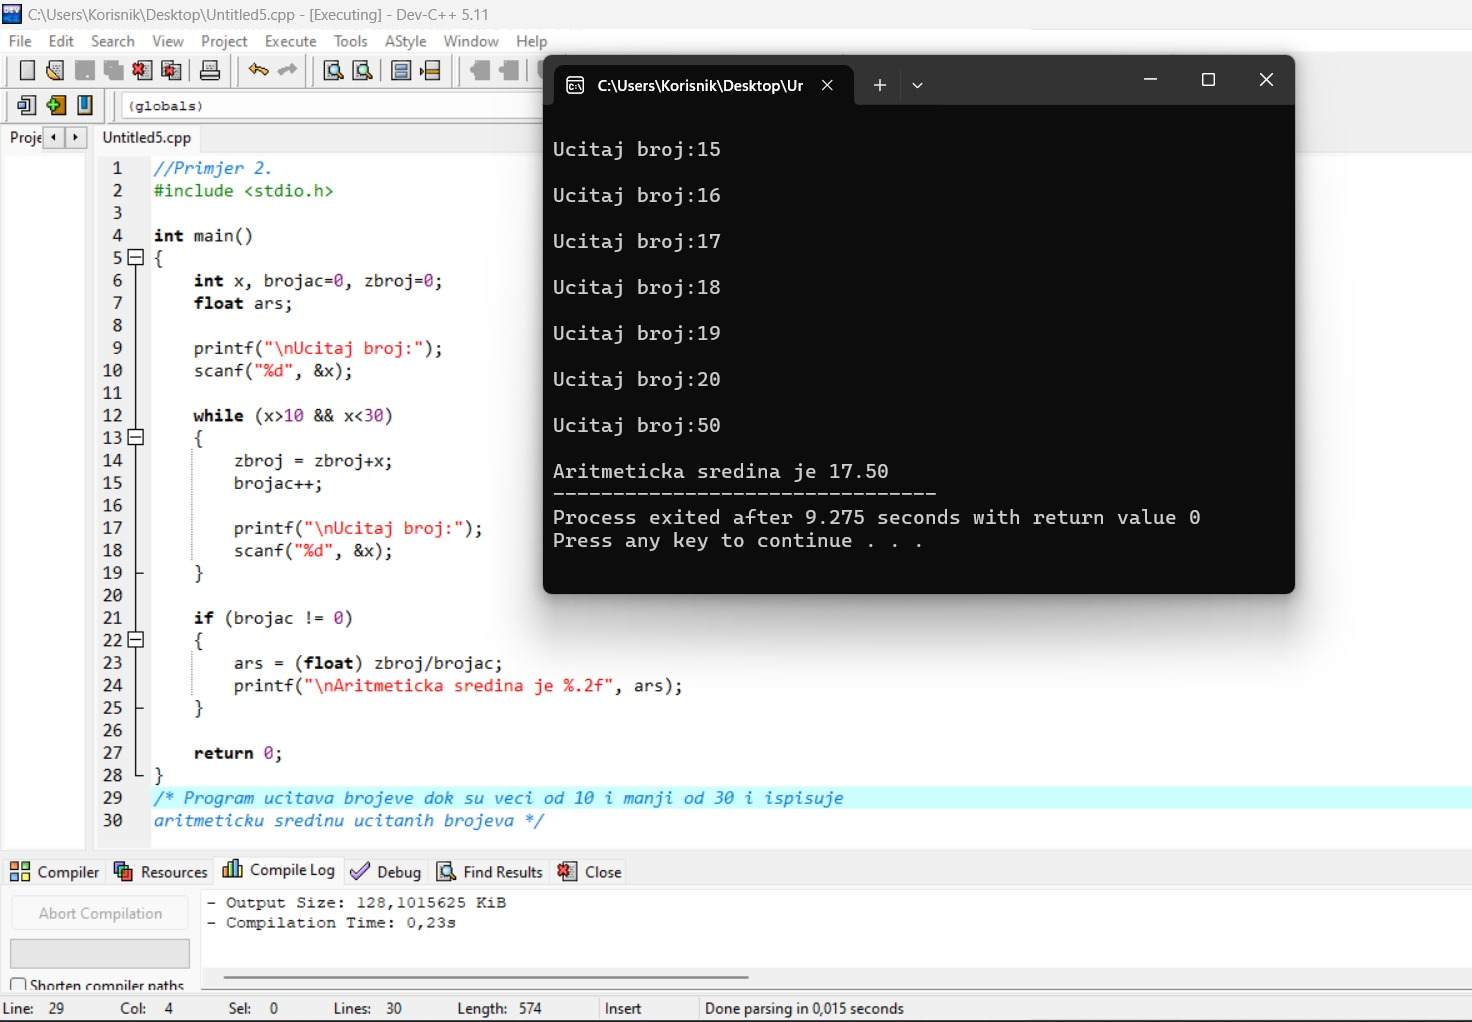 C:\Users\Korisnik\Desktop\Untitled5.cpp - [Executing] - Dev-C++ 5.11
File Edit Search View Project Execute Tools AStyle Window Help
(globals)
Proje
Untitled5.cpp
1 //Primjer 2.
2 #include <stdio.h>
3
4 int main()
5 {
6 int x, brojac=0, zbroj=0;
7 float ars;
8
9 printf("\nUcitaj broj:");
10 scanf("%d", &x);
11
12 while (x>10 && x<30)
13 {
14 zbroj = zbroj+x;
15 brojac++;
16
17 printf("\nUcitaj broj:");
18 scanf("%d", &x);
19 }
20
21 if (brojac != 0)
22 {
23 ars = (float) zbroj/brojac;
24 printf("\nAritmeticka sredina je %.2f", ars);
25 }
26
27 return 0;
28 }
29 /* Program ucitava brojeve dok su veci od 10 i manji od 30 i ispisuje
30 aritmeticku sredinu ucitanih brojeva */
C:\Users\Korisnik\Desktop\Ur
Ucitaj broj:15
Ucitaj broj:16
Ucitaj broj:17
Ucitaj broj:18
Ucitaj broj:19
Ucitaj broj:20
Ucitaj broj:50
Aritmeticka sredina je 17.50
--------------------------------
Process exited after 9.275 seconds with return value 0
Press any key to continue . . .
Compiler Resources Compile Log Debug Find Results Close
Abort Compilation
Shorten compiler paths
- Output Size: 128,1015625 KiB
- Compilation Time: 0,23s
Line: 29 Col: 4 Sel: 0 Lines: 30 Length: 574 Insert Done parsing in 0,015 seconds